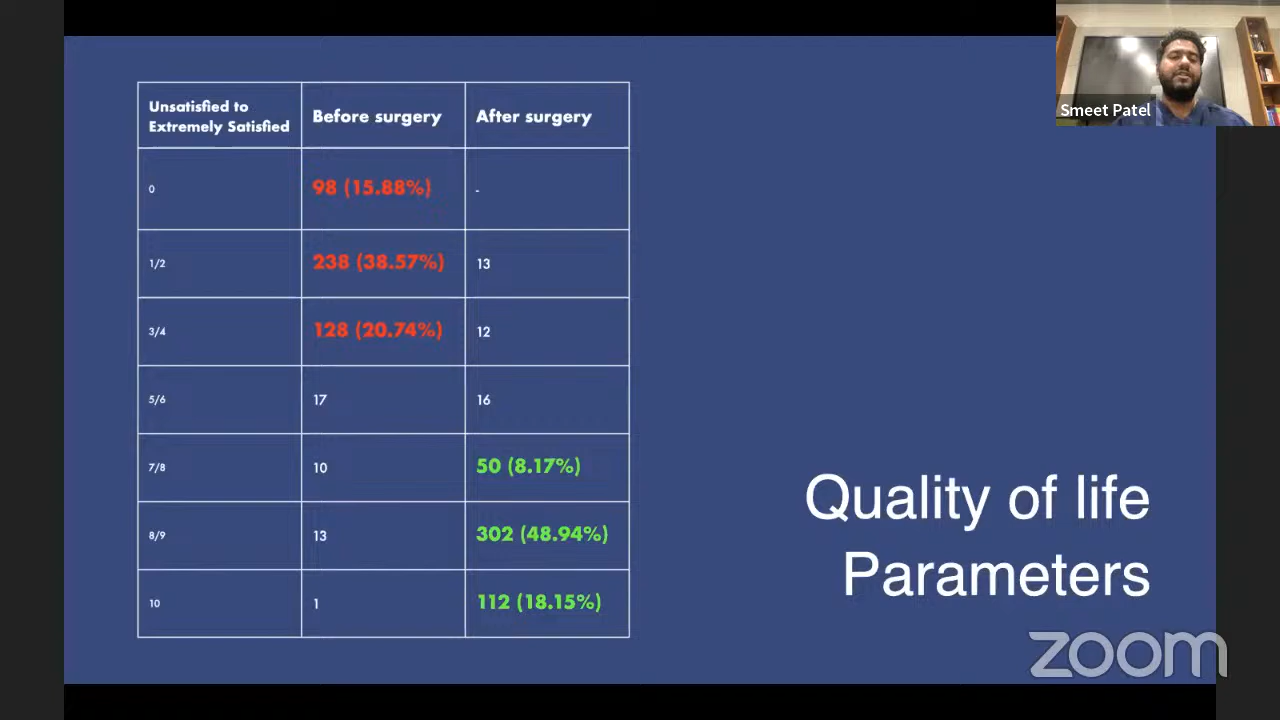 Smeet Patel
Unsatisfied to
Extremely Satisfied
Before surgery
After surgery
0
98 (15.88%)
-
1/2
238 (38.57%)
13
3/4
128 (20.74%)
12
5/6
17
16
7/8
10
50 (8.17%)
8/9
13
302 (48.94%)
10
1
112 (18.15%)
Quality of life
Parameters
zoom